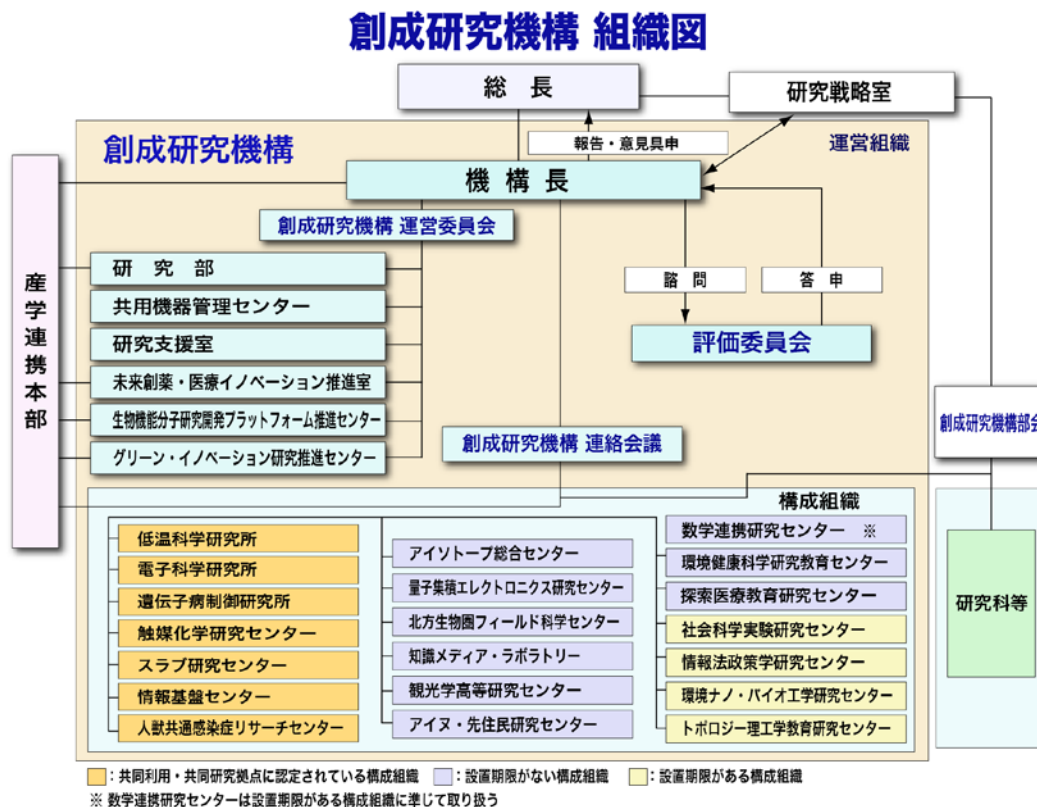 創成研究機構 組織図
総 長
研究戦略室
報告・意見具申
創成研究機構
運営組織
機 構 長
創成研究機構 運営委員会
産学連携本部
研 究 部
共用機器管理センター
研究支援室
未来創薬・医療イノベーション推進室
生物機能分子研究開発プラットフォーム推進センター
グリーン・イノベーション研究推進センター
諮 問
答 申
評価委員会
創成研究機構部会
創成研究機構 連絡会議
構成組織
低温科学研究所
電子科学研究所
遺伝子病制御研究所
触媒化学研究センター
スラブ研究センター
情報基盤センター
人獣共通感染症リサーチセンター
アイソトープ総合センター
量子集積エレクトロニクス研究センター
北方生物圏フィールド科学センター
知識メディア・ラボラトリー
観光学高等研究センター
アイヌ・先住民研究センター
数学連携研究センター ※
環境健康科学研究教育センター
探索医療教育研究センター
社会科学実験研究センター
情報法政策学研究センター
環境ナノ・バイオ工学研究センター
トポロジー理工学教育研究センター
研究科等
：共同利用・共同研究拠点に認定されている構成組織 ：設置期限がない構成組織 ：設置期限がある構成組織
※ 数学連携研究センターは設置期限がある構成組織に準じて取り扱う